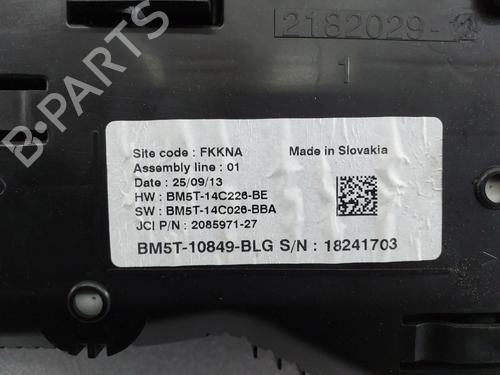 2182029-
1
Site code : FKKNA
Made in Slovakia
Assembly line : 01
Date : 25/09/13
HW : BM5T-14C226-BE
SW : BM5T-14C026-BBA
JCI P/N : 2085971-27
BM5T-10849-BLG S/N : 18241703
B-PARTS